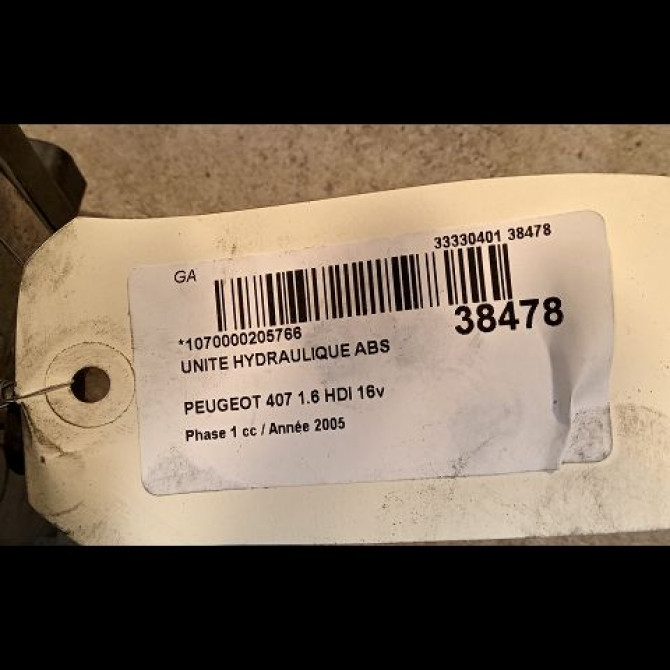 33330401 38478
GA
38478
*1070000205766
UNITE HYDRAULIQUE ABS
PEUGEOT 407 1.6 HDI 16v
Phase 1 cc / Année 2005